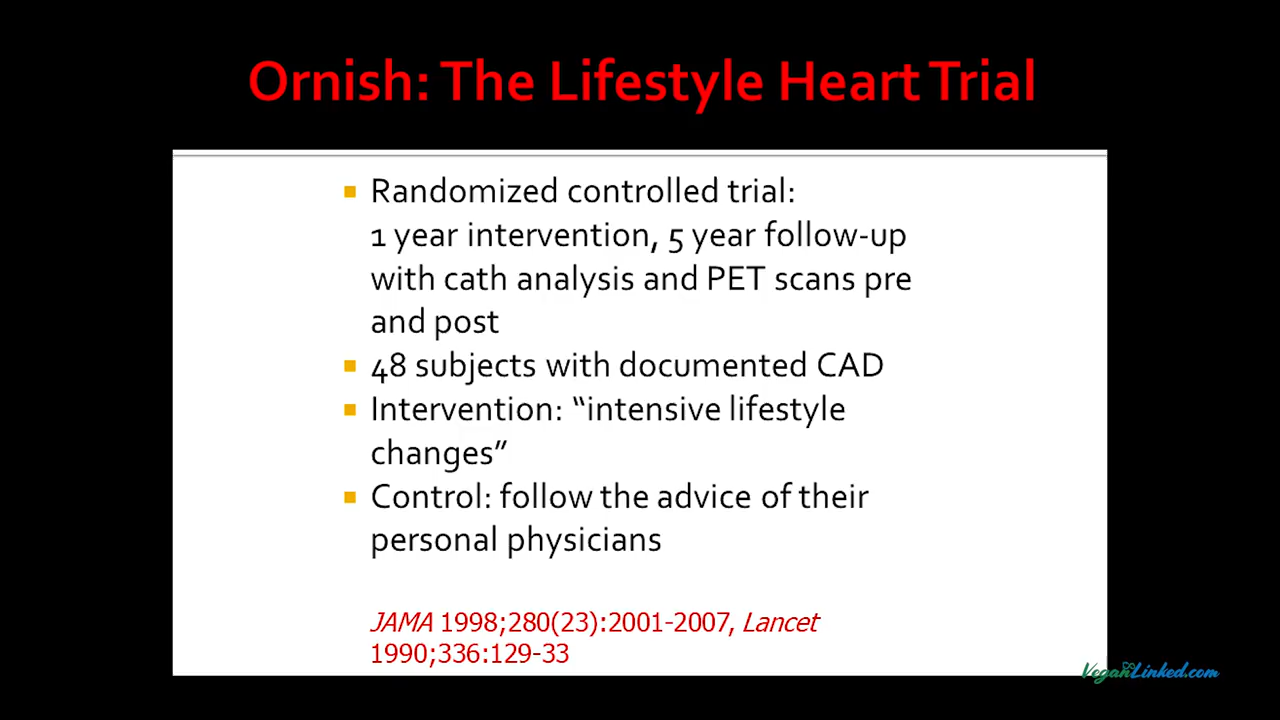 Ornish: The Lifestyle Heart Trial
Randomized controlled trial:
1 year intervention, 5 year follow-up
with cath analysis and PET scans pre
and post
48 subjects with documented CAD
Intervention: “intensive lifestyle
changes”
Control: follow the advice of their
personal physicians
JAMA 1998;280(23):2001-2007, Lancet
1990;336:129-33
VeganLinked.com